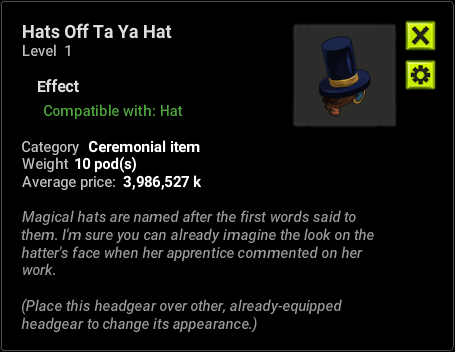 Hats Off Ta Ya Hat
Level 1
Effect
Compatible with: Hat
Category Ceremonial item
Weight 10 pod(s)
Average price: 3,986,527 k
Magical hats are named after the first words said to
them. I'm sure you can already imagine the look on the
hatter's face when her apprentice commented on her
work.
(Place this headgear over other, already-equipped
headgear to change its appearance.)